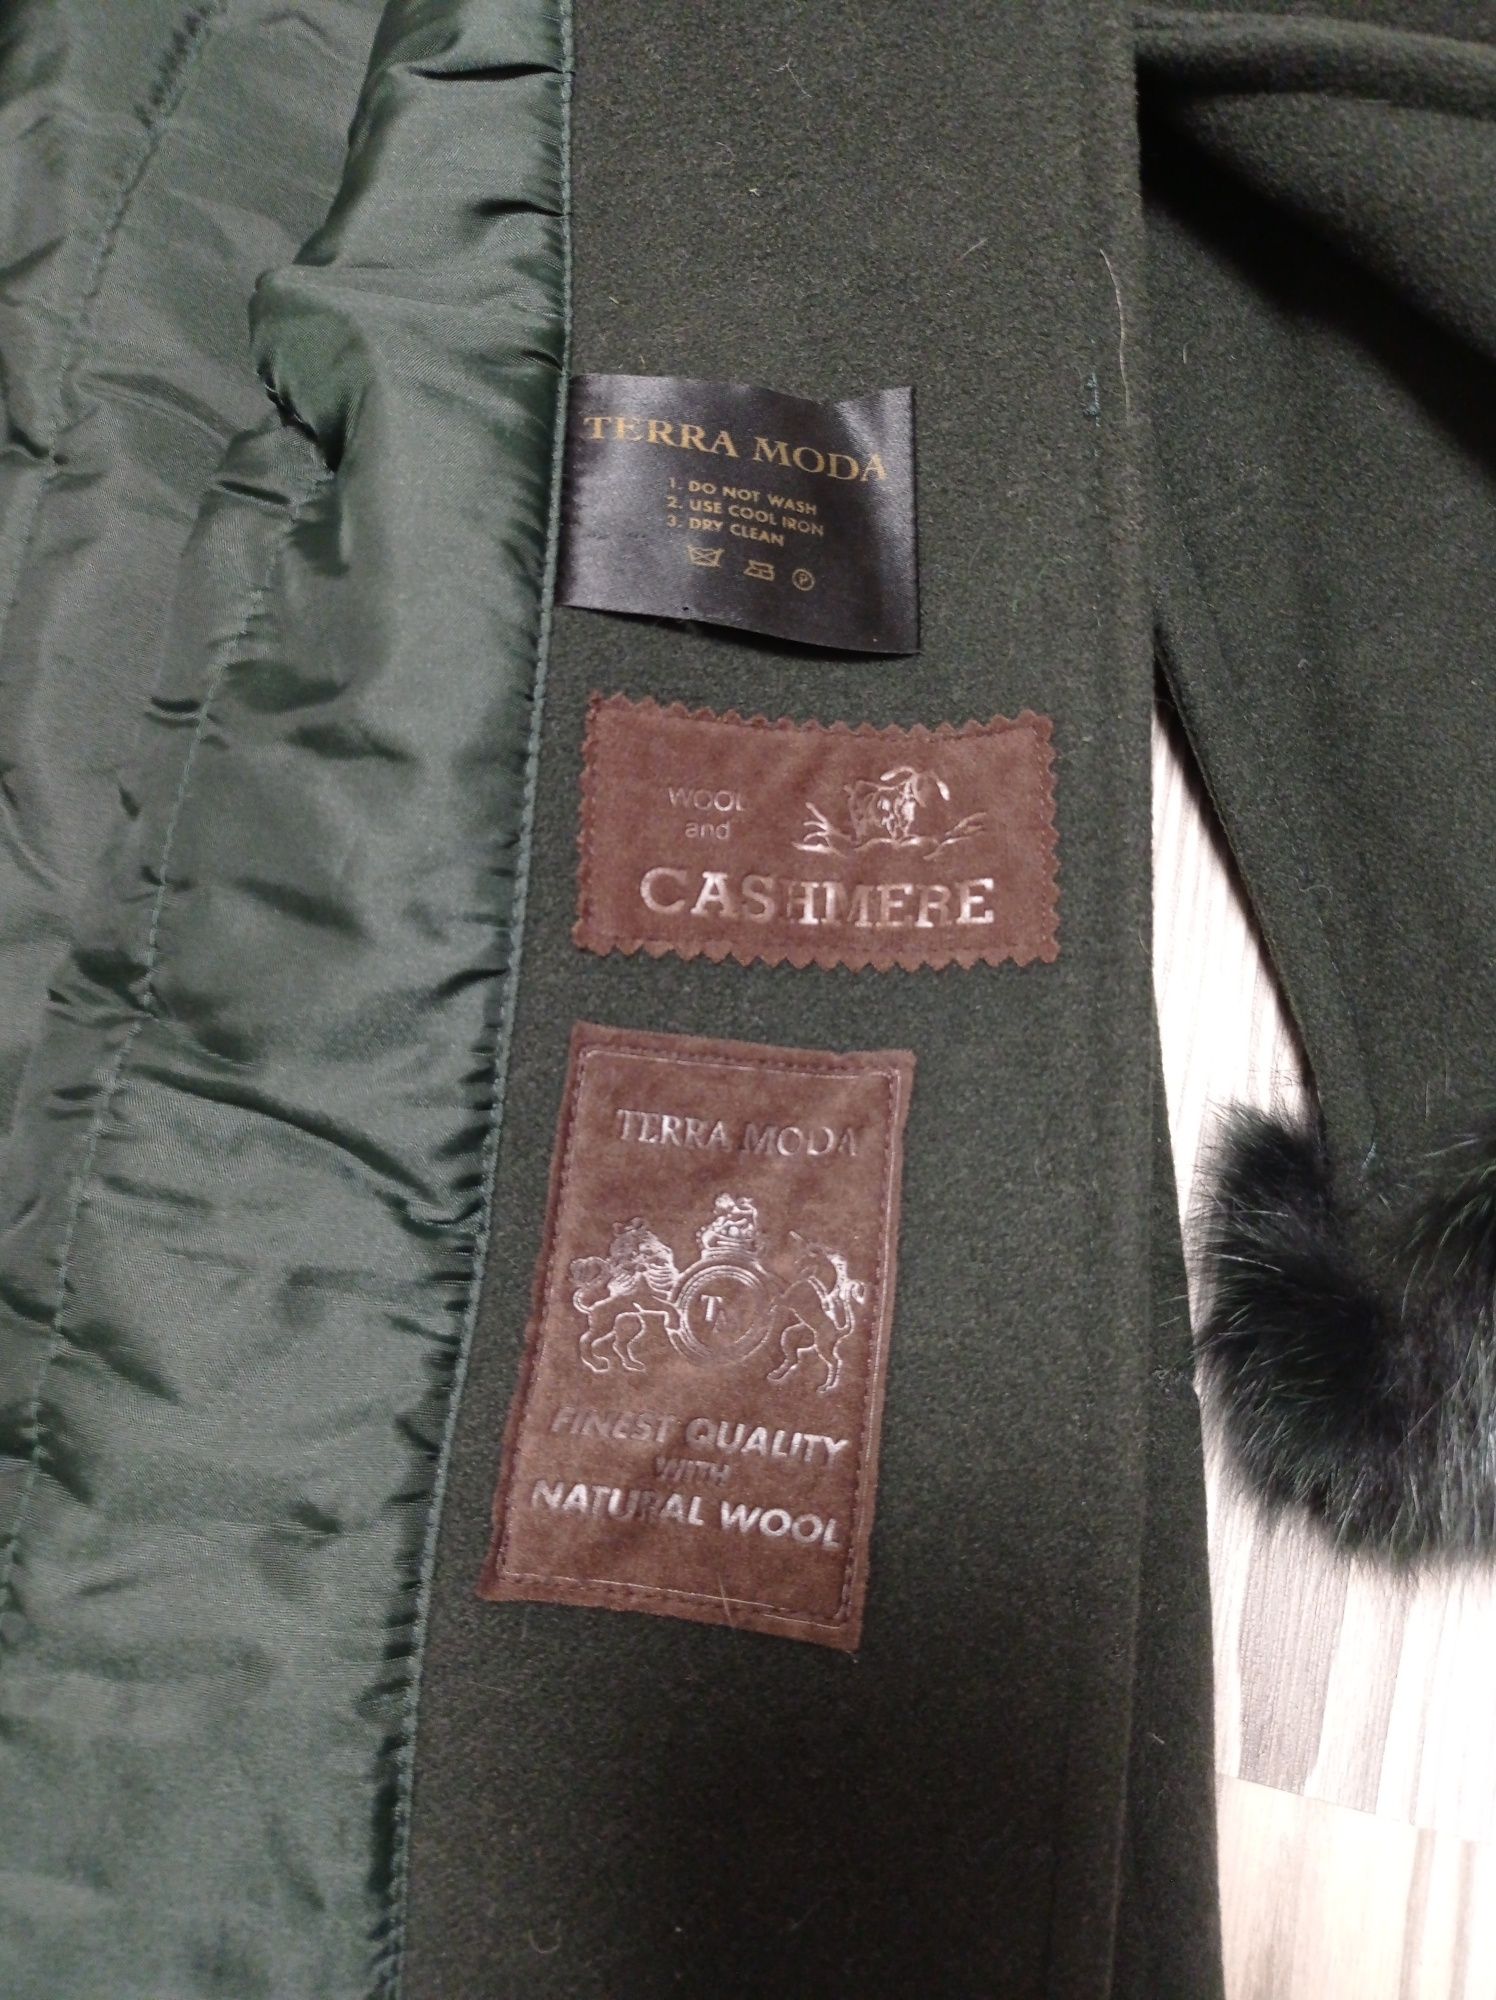 TERRA MODA
1. DO NOT WASH
2. USE COOL IRON
3. DRY CLEAN
P
WOOL
and
CASHMERE
TERRA MODA
FINEST QUALITY
WITH
NATURAL WOOL